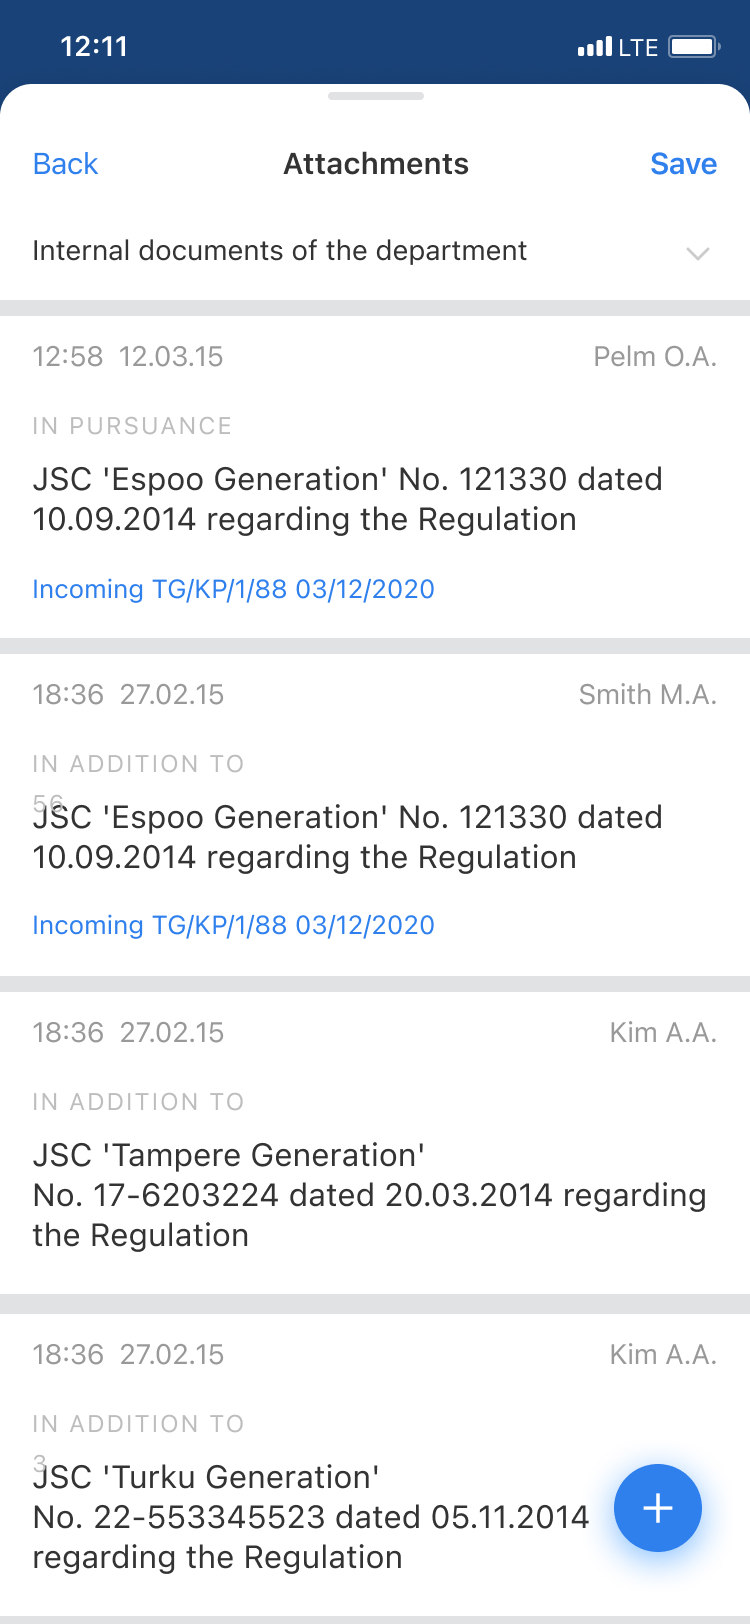 12:11 LTE
Back Attachments Save
Internal documents of the department
12:58 12.03.15 Pelm O.A.
IN PURSUANCE
JSC 'Espoo Generation' No. 121330 dated
10.09.2014 regarding the Regulation
Incoming TG/KP/1/88 03/12/2020
18:36 27.02.15 Smith M.A.
IN ADDITION TO
56
JSC 'Espoo Generation' No. 121330 dated
10.09.2014 regarding the Regulation
Incoming TG/KP/1/88 03/12/2020
18:36 27.02.15 Kim A.A.
IN ADDITION TO
JSC 'Tampere Generation'
No. 17-6203224 dated 20.03.2014 regarding
the Regulation
18:36 27.02.15 Kim A.A.
IN ADDITION TO
3
JSC 'Turku Generation'
No. 22-553345523 dated 05.11.2014
regarding the Regulation